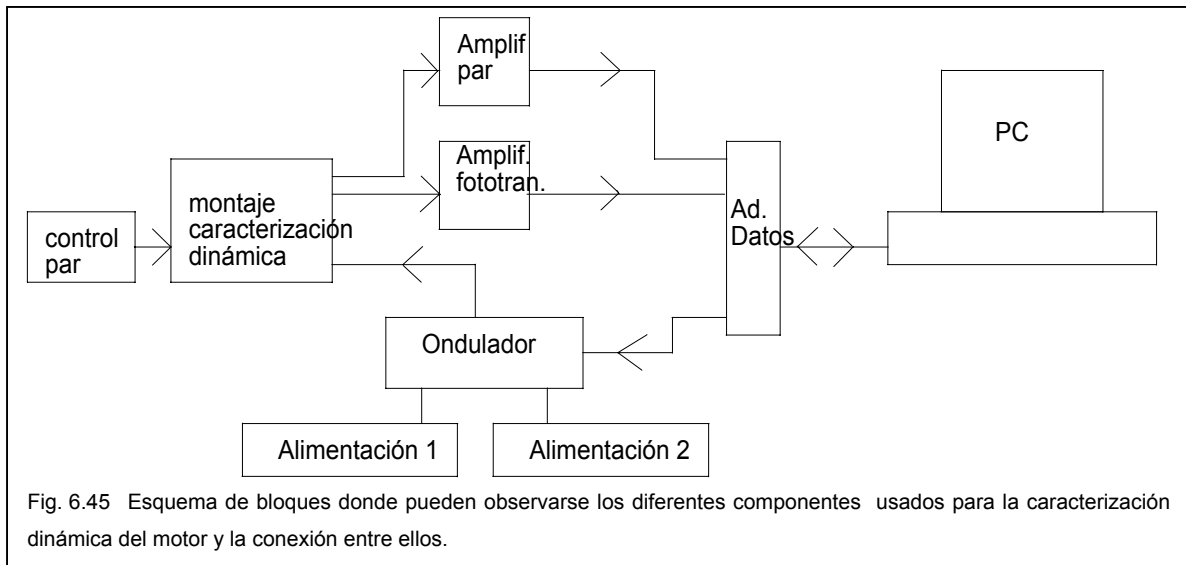 Amplif
par
PC
Amplif.
fototran.
montaje
caracterización
dinámica
Ad.
Datos
control
par
Ondulador
Alimentación 1
Alimentación 2
Fig. 6.45 Esquema de bloques donde pueden observarse los diferentes componentes usados para la caracterización
dinámica del motor y la conexión entre ellos.